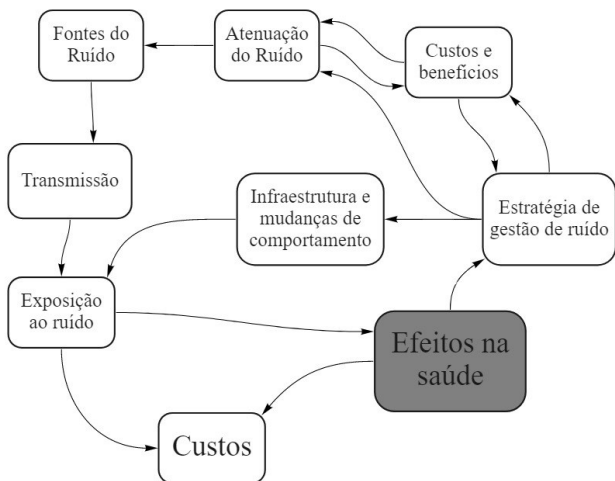 Fontes do
Ruído
Atenuação
do Ruído
Custos e
benefícios
Transmissão
Infraestrutura e
mudanças de
comportamento
Estratégia de
gestão de ruído
Exposição
ao ruído
Efeitos na
saúde
Custos